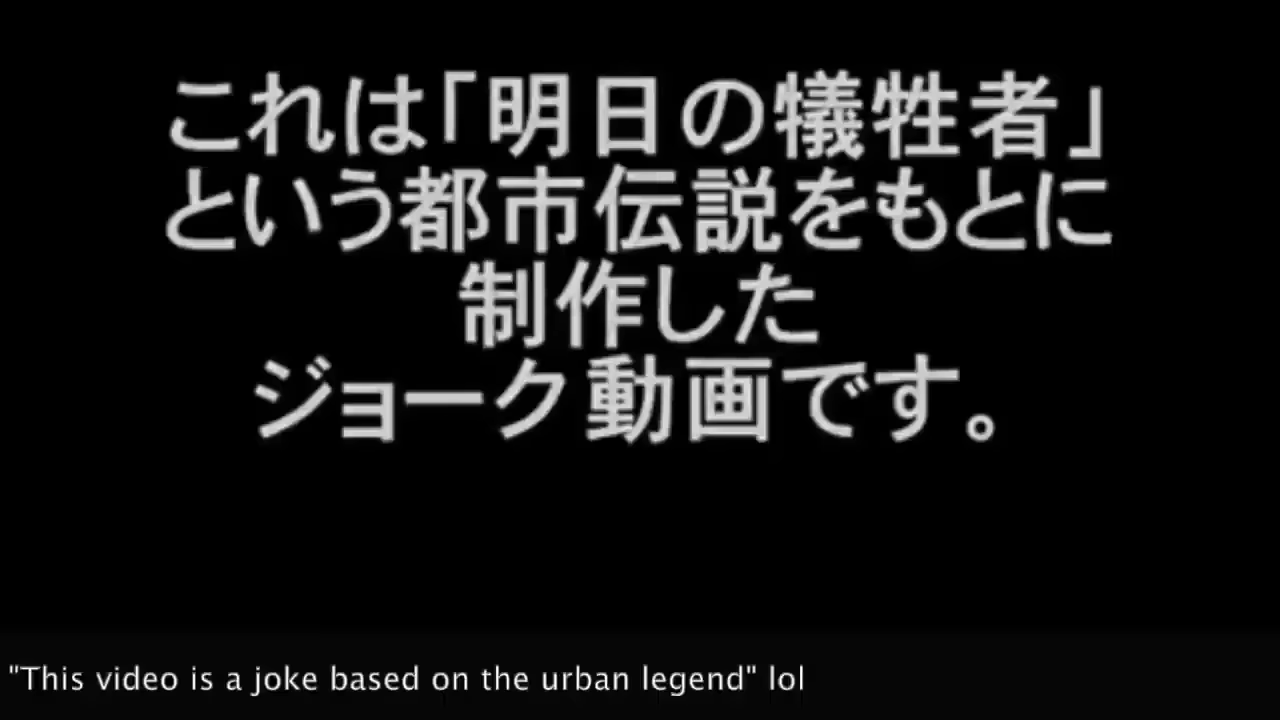 これは「明日の犠牲者」
という都市伝説をもとに
制作した
ジョーク動画です。
"This video is a joke based on the urban legend" lol